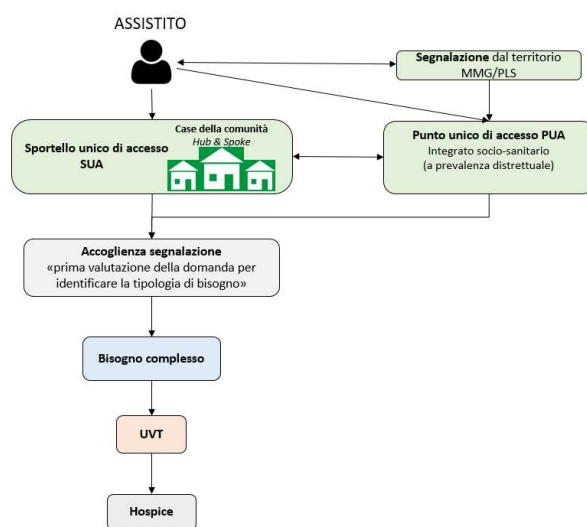 ASSISTITO
Segnalazione dal territorio
MMG/PLS
Case della comunità
Hub & Spoke
Sportello unico di accesso
SUA
Punto unico di accesso PUA
Integrato socio-sanitario
(a prevalenza distrettuale)
Accoglienza segnalazione
«prima valutazione della domanda per
identificare la tipologia di bisogno»
Bisogno complesso
UVT
Hospice